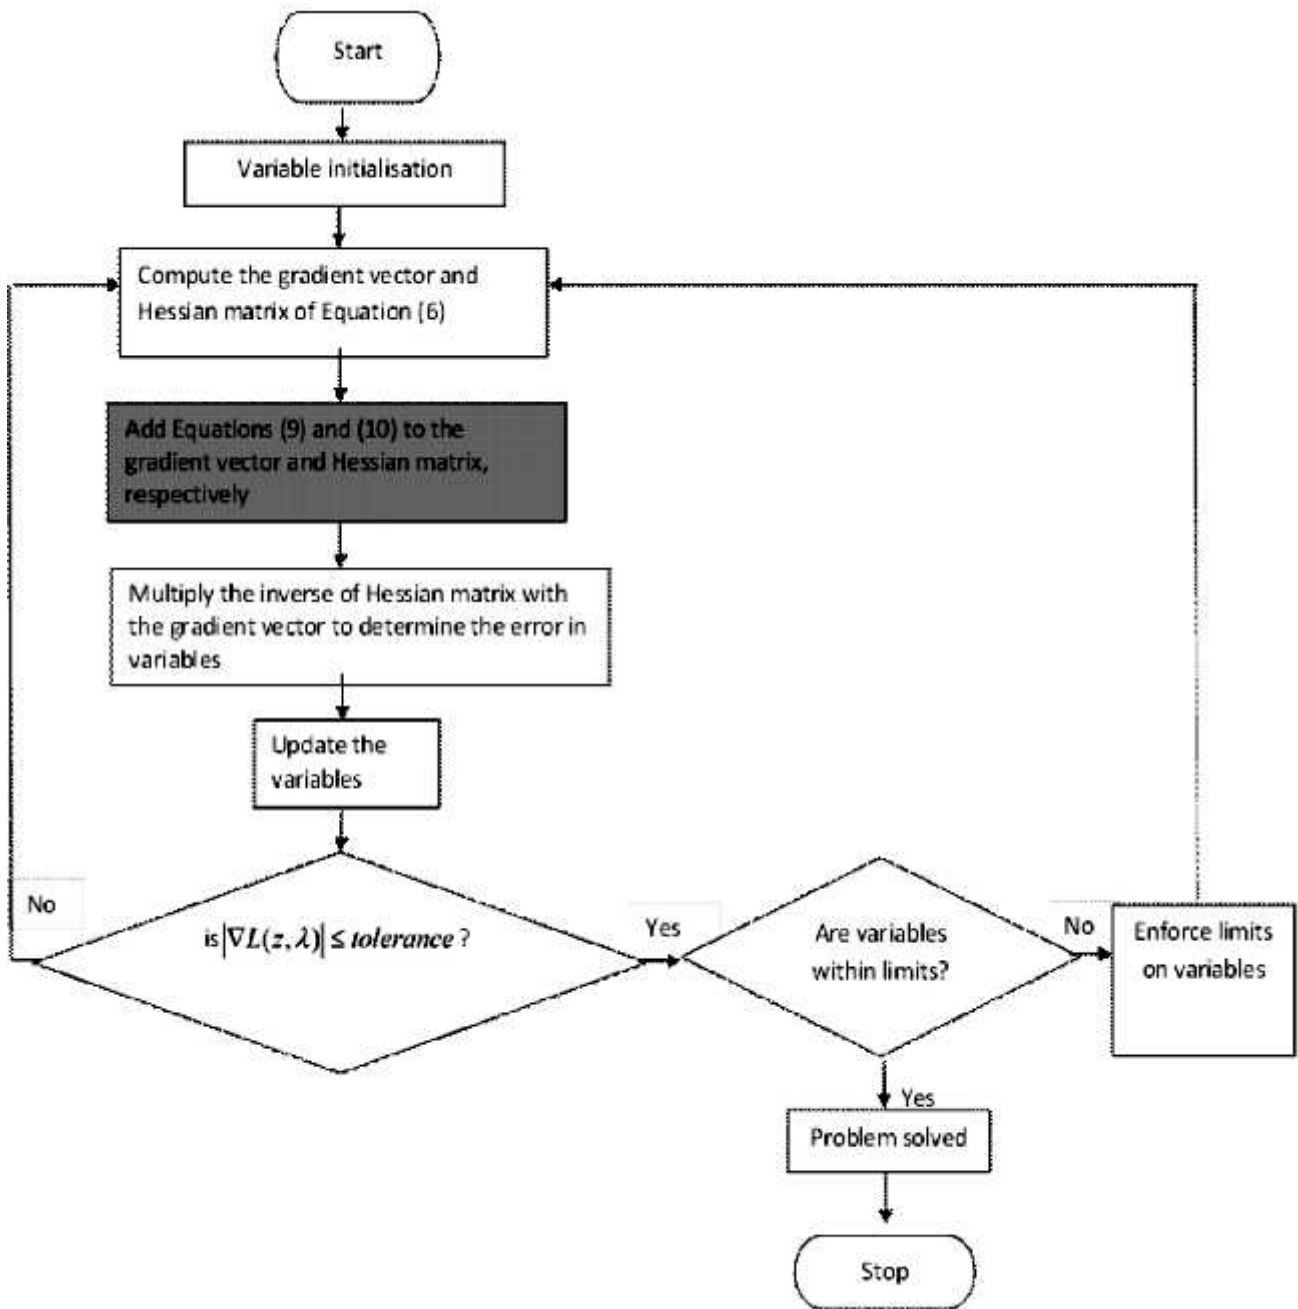 Start
Variable initialisation
Compute the gradient vector and
Hessian matrix of Equation (6)
Add Equations (9) and (10) to the
gradient vector and Hessian matrix,
respectively
Multiply the inverse of Hessian matrix with
the gradient vector to determine the error in
variables
Update the
variables
No
is |∇L(z, λ)| ≤ tolerance ?
Yes
Are variables
within limits?
No
Enforce limits
on variables
Yes
Problem solved
Stop